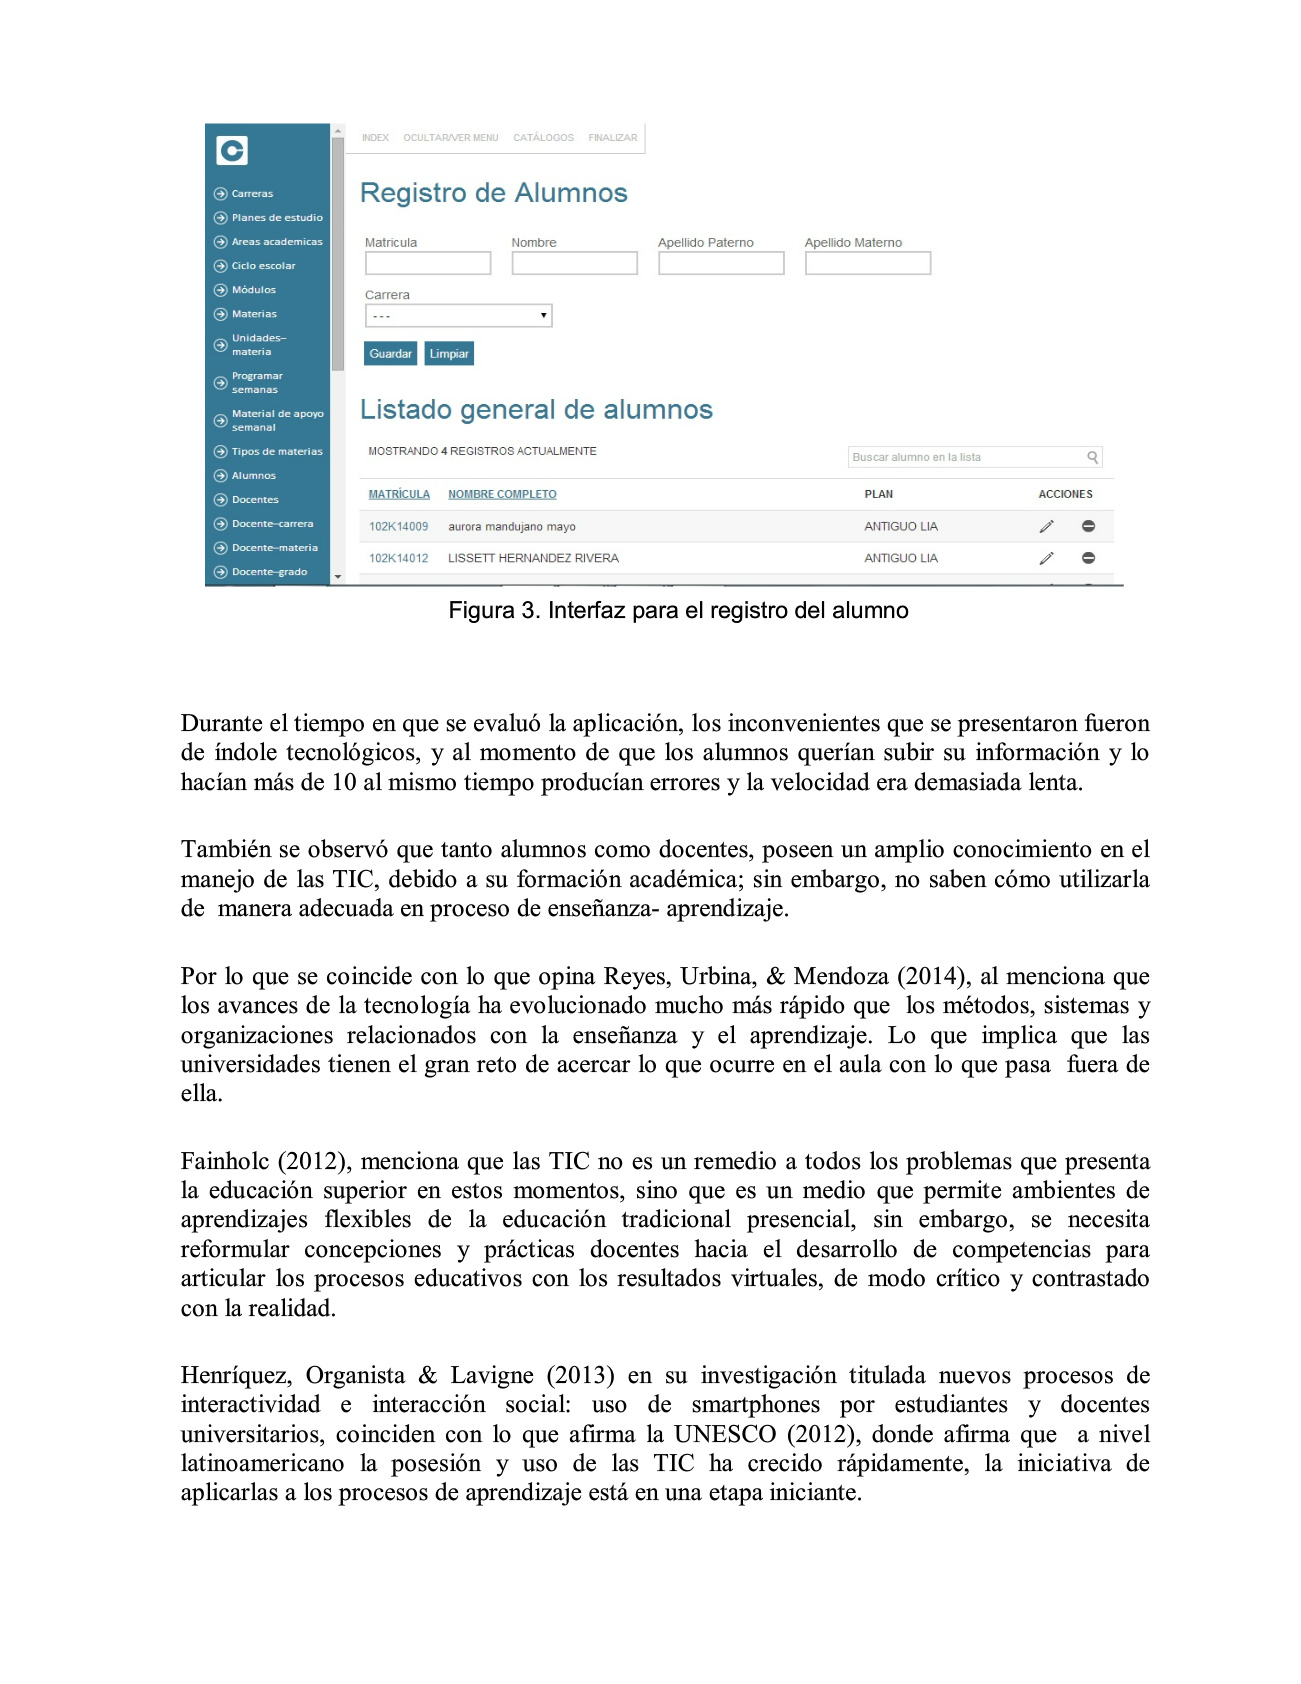 INDEX OCULTAR/VER MENU CATÁLOGOS FINALIZAR
Carreras
Planes de estudio
Areas academicas
Ciclo escolar
Módulos
Materias
Unidades–
materia
Programar
semanas
Material de apoyo
semanal
Tipos de materias
Alumnos
Docentes
Docente–carrera
Docente–materia
Docente–grado
Registro de Alumnos
Matricula Nombre Apellido Paterno Apellido Materno
Carrera
---
Guardar Limpiar
Listado general de alumnos
MOSTRANDO 4 REGISTROS ACTUALMENTE Buscar alumno en la lista
MATRÍCULA NOMBRE COMPLETO PLAN ACCIONES
102K14009 aurora mandujano mayo ANTIGUO LIA
102K14012 LISSETT HERNANDEZ RIVERA ANTIGUO LIA
Figura 3. Interfaz para el registro del alumno
Durante el tiempo en que se evaluó la aplicación, los inconvenientes que se presentaron fueron
de índole tecnológicos, y al momento de que los alumnos querían subir su información y lo
hacían más de 10 al mismo tiempo producían errores y la velocidad era demasiada lenta.
También se observó que tanto alumnos como docentes, poseen un amplio conocimiento en el
manejo de las TIC, debido a su formación académica; sin embargo, no saben cómo utilizarla
de manera adecuada en proceso de enseñanza- aprendizaje.
Por lo que se coincide con lo que opina Reyes, Urbina, & Mendoza (2014), al menciona que
los avances de la tecnología ha evolucionado mucho más rápido que los métodos, sistemas y
organizaciones relacionados con la enseñanza y el aprendizaje. Lo que implica que las
universidades tienen el gran reto de acercar lo que ocurre en el aula con lo que pasa fuera de
ella.
Fainholc (2012), menciona que las TIC no es un remedio a todos los problemas que presenta
la educación superior en estos momentos, sino que es un medio que permite ambientes de
aprendizajes flexibles de la educación tradicional presencial, sin embargo, se necesita
reformular concepciones y prácticas docentes hacia el desarrollo de competencias para
articular los procesos educativos con los resultados virtuales, de modo crítico y contrastado
con la realidad.
Henríquez, Organista & Lavigne (2013) en su investigación titulada nuevos procesos de
interactividad e interacción social: uso de smartphones por estudiantes y docentes
universitarios, coinciden con lo que afirma la UNESCO (2012), donde afirma que a nivel
latinoamericano la posesión y uso de las TIC ha crecido rápidamente, la iniciativa de
aplicarlas a los procesos de aprendizaje está en una etapa iniciante.